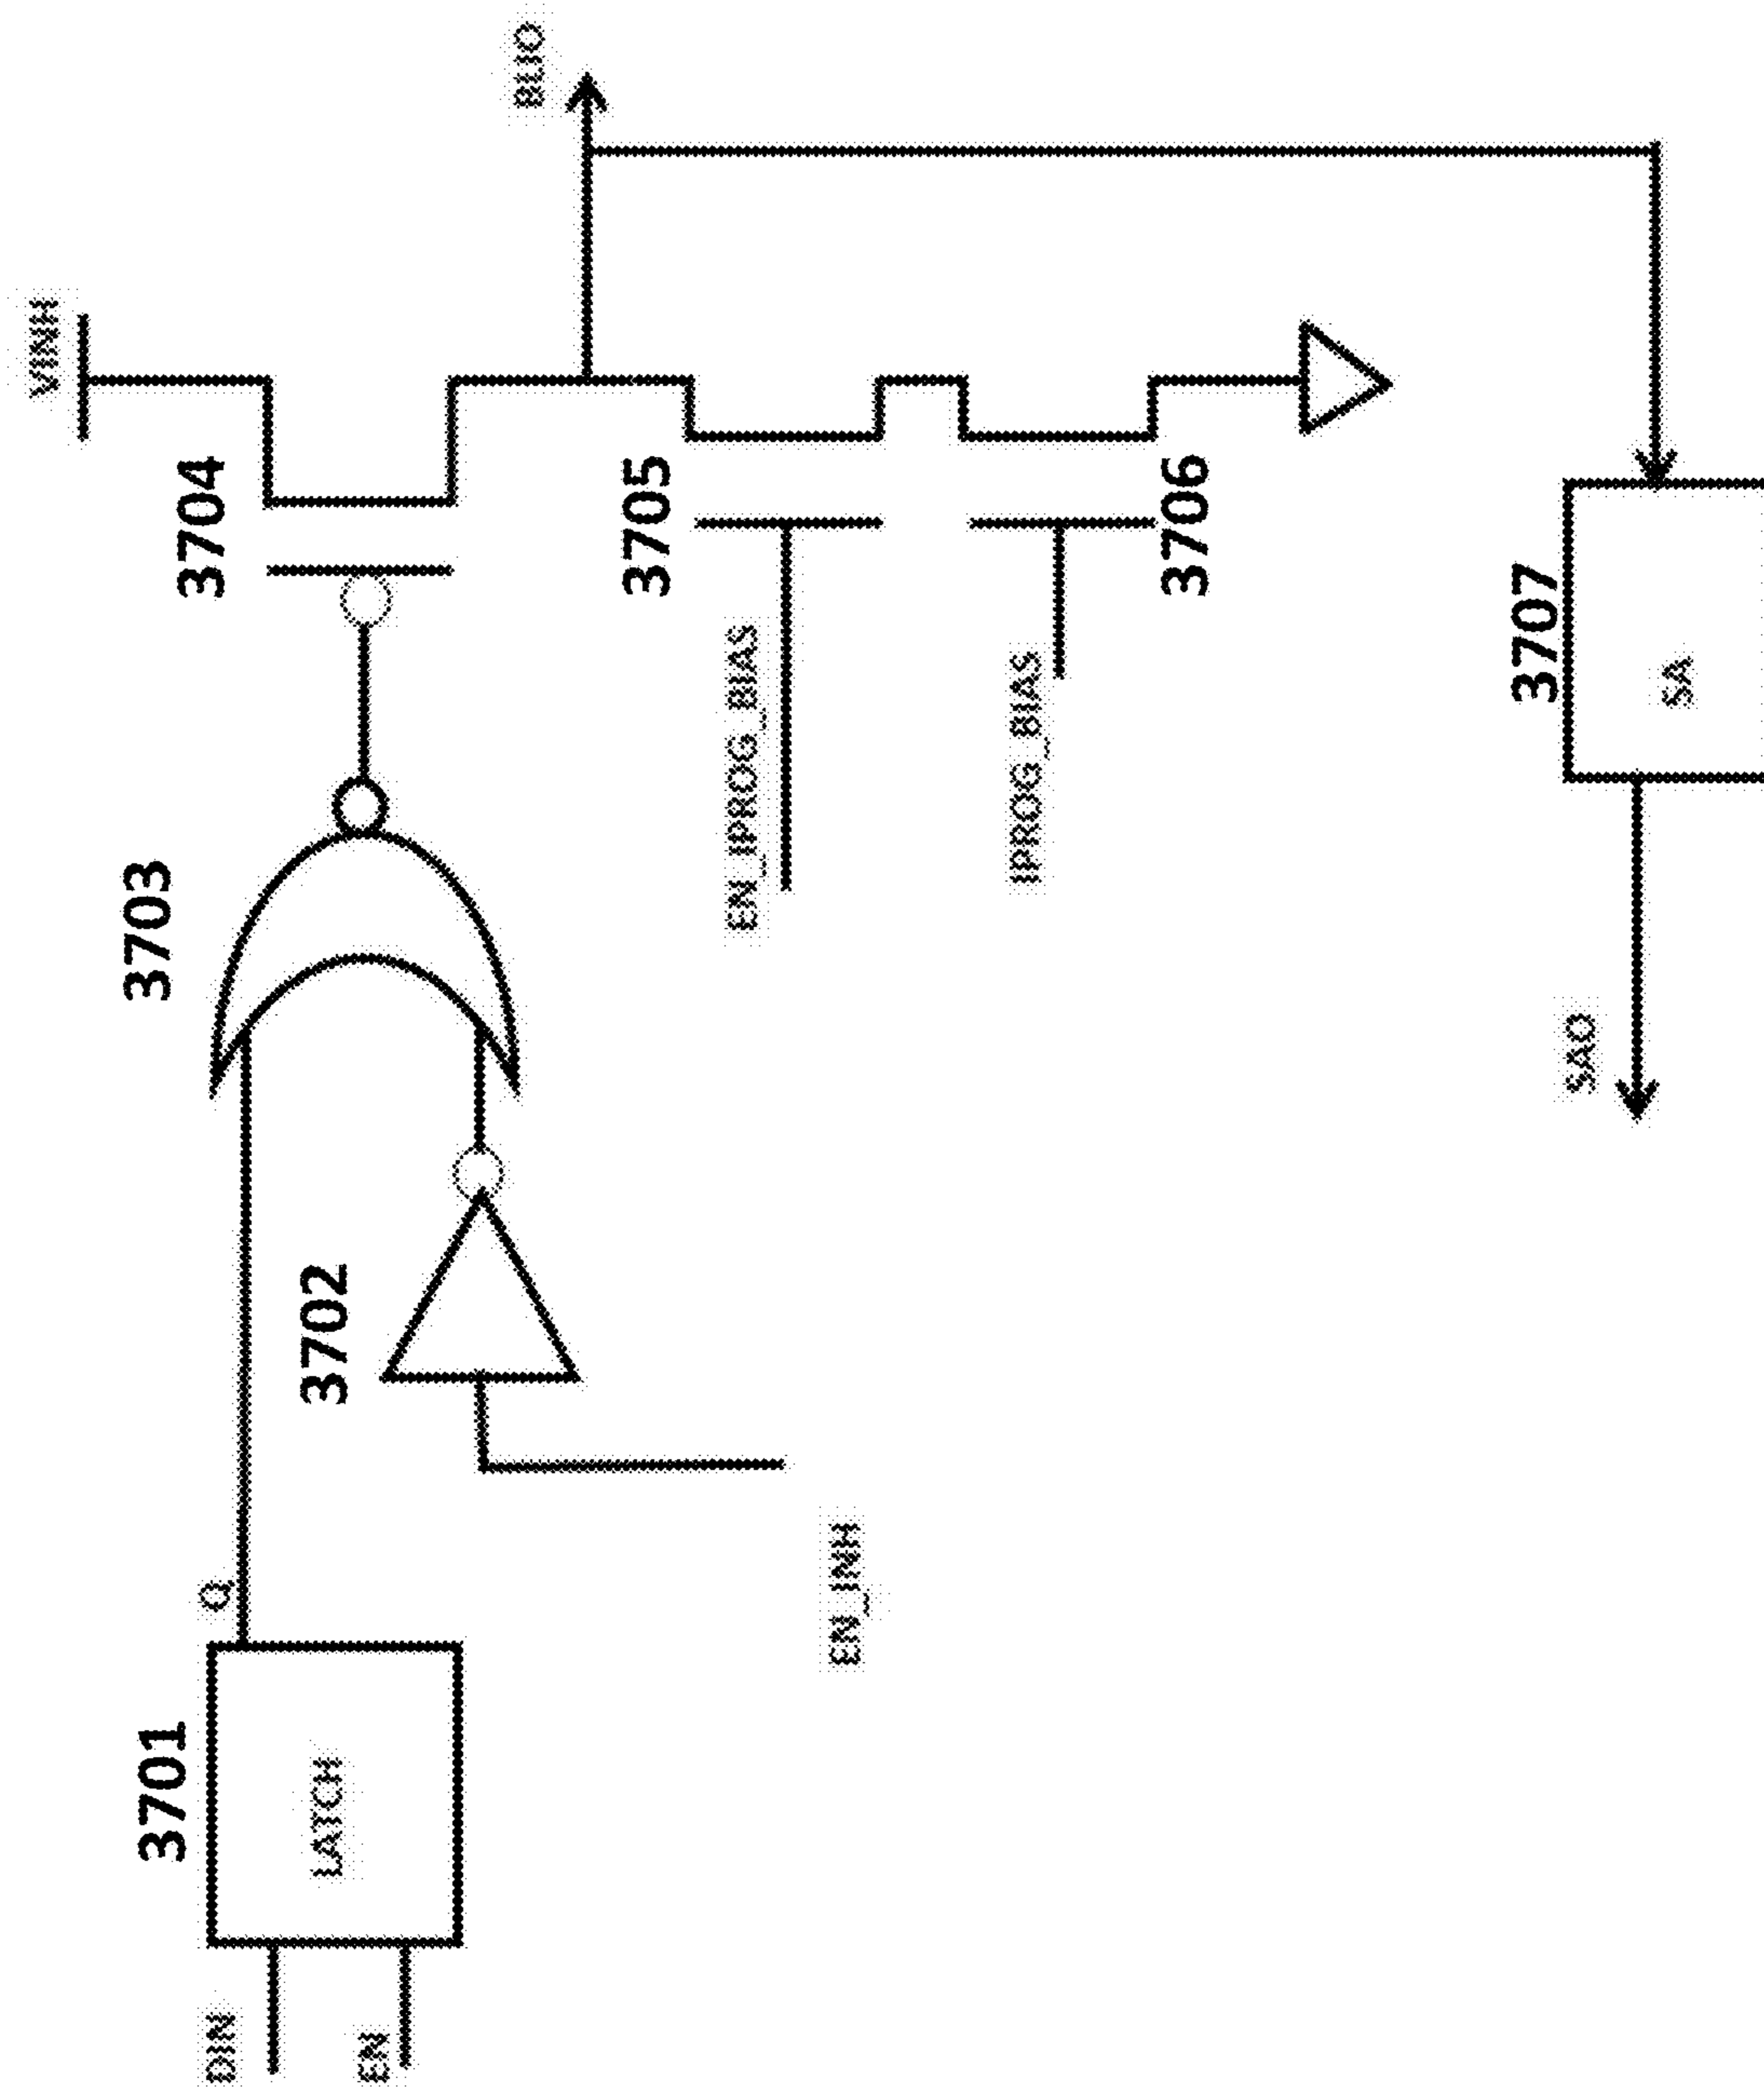 VINH
3704
3703
3701
Q
LATCH
DIN
EN
3702
EN_INH
BLIO
3705
EN_IPROG_BIAS
IPROG_BIAS
3706
3707
SA
SAO